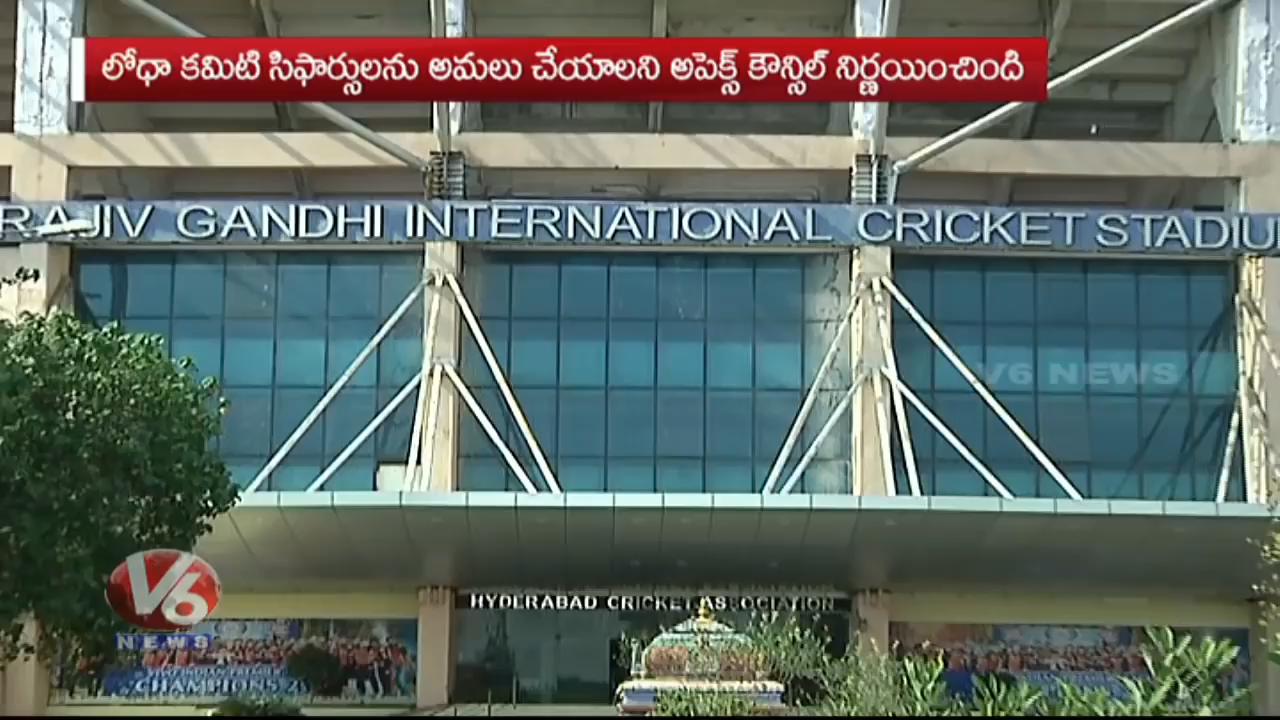 లోధా కమిటి సిఫార్సులను అమలు చేయాలని అపెక్స్ కౌన్సిల్ నిర్ణయించింది
RAJIV GANDHI INTERNATIONAL CRICKET STADIU
V6 NEWS
HYDERABAD CRICKET ASSOCIATION
V6
NEWS
CHAMPIONS